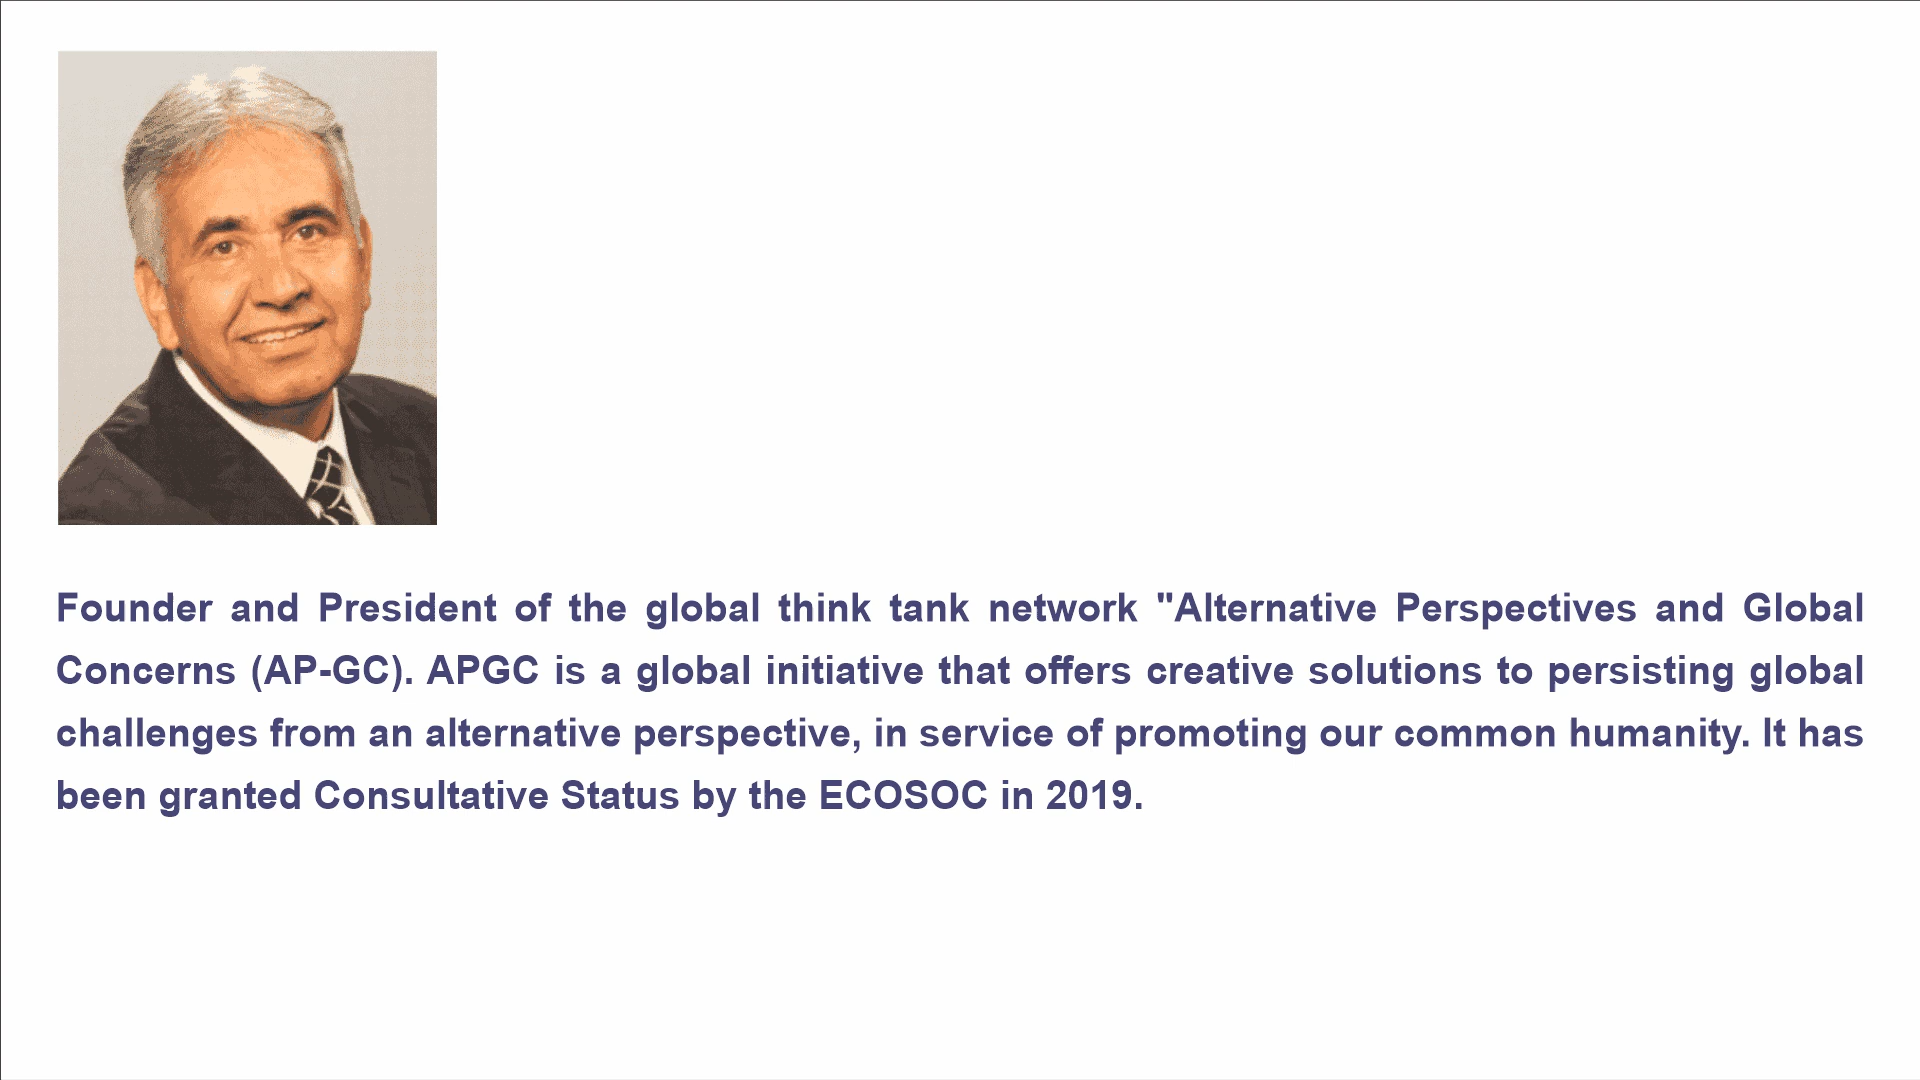 Founder and President of the global think tank network "Alternative Perspectives and Global
Concerns (AP-GC). APGC is a global initiative that offers creative solutions to persisting global
challenges from an alternative perspective, in service of promoting our common humanity. It has
been granted Consultative Status by the ECOSOC in 2019.